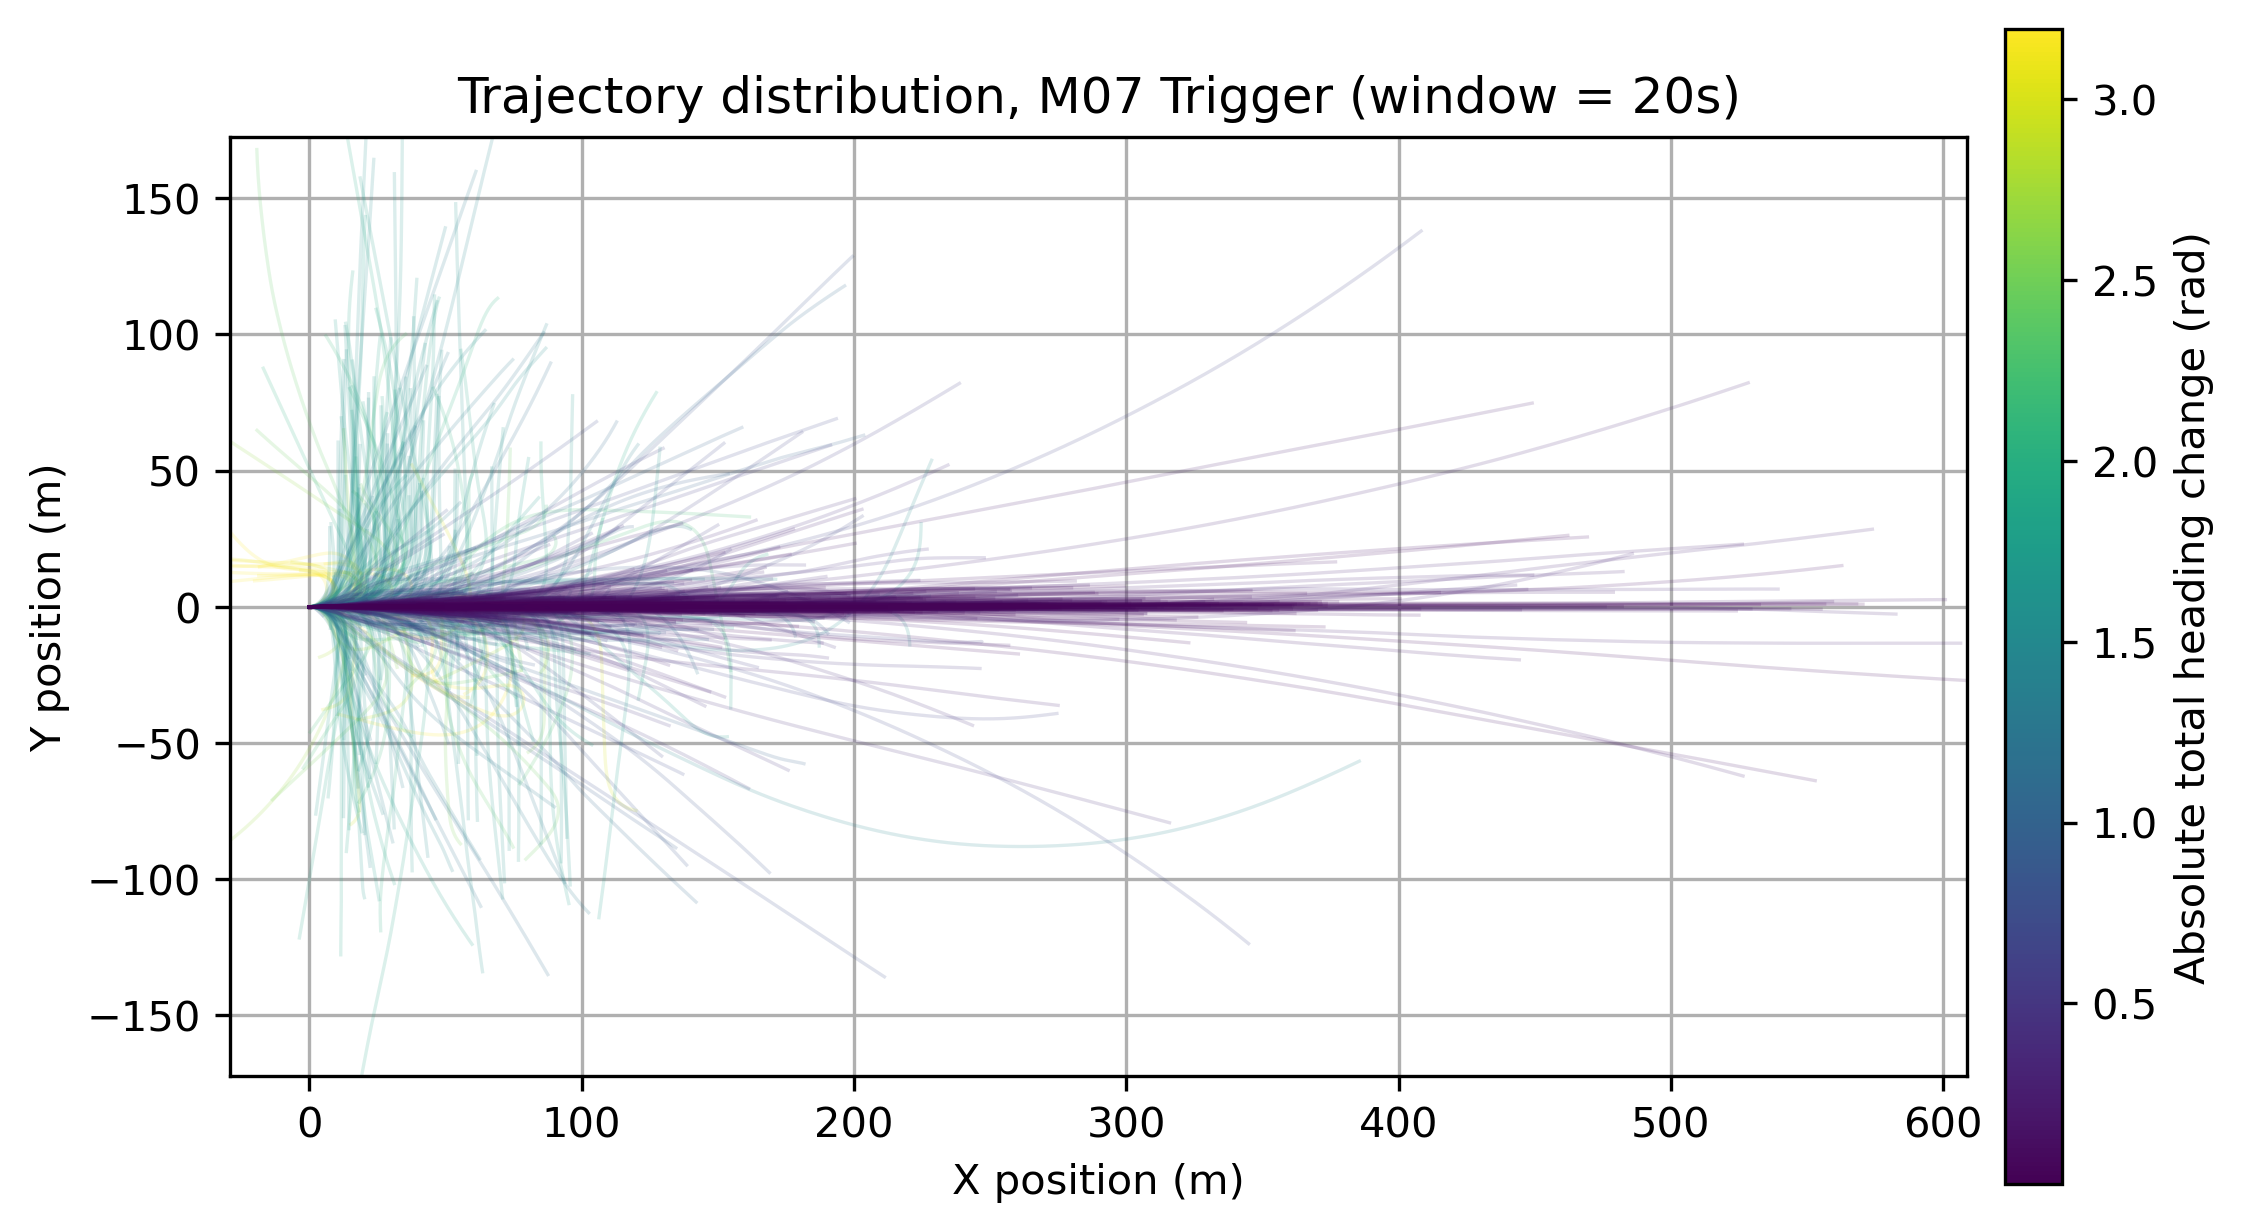 Trajectory distribution, M07 Trigger (window = 20s)
Y position (m)
150
100
50
0
−50
−100
−150
0 100 200 300 400 500 600
X position (m)
3.0
2.5
2.0
1.5
1.0
0.5
Absolute total heading change (rad)